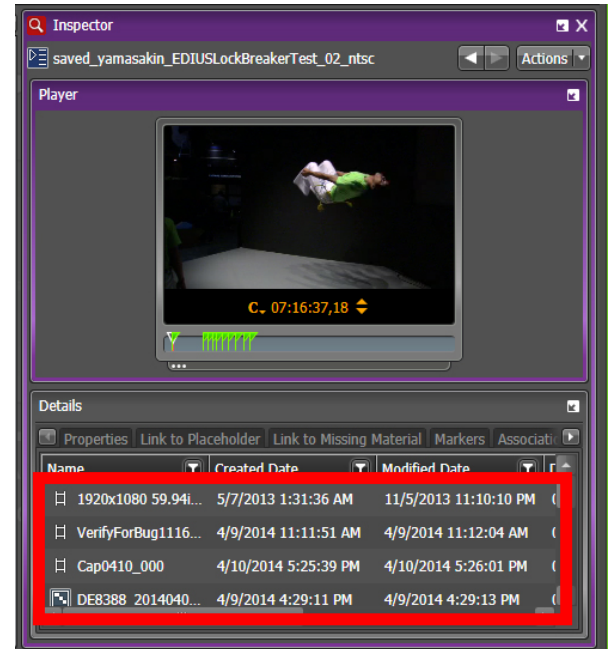 Inspector
saved_yamasakin_EDIUSLockBreakerTest_02_ntsc
Actions
Player
C. 07:16:37,18
Details
Properties Link to Placeholder Link to Missing Material Markers Associatic
Name Created Date Modified Date
1920x1080 59.94i... 5/7/2013 1:31:36 AM 11/5/2013 11:10:10 PM
VerifyForBug1116... 4/9/2014 11:11:51 AM 4/9/2014 11:12:04 AM
Cap0410_000 4/10/2014 5:25:39 PM 4/10/2014 5:26:01 PM
DE8388_2014040... 4/9/2014 4:29:11 PM 4/9/2014 4:29:13 PM